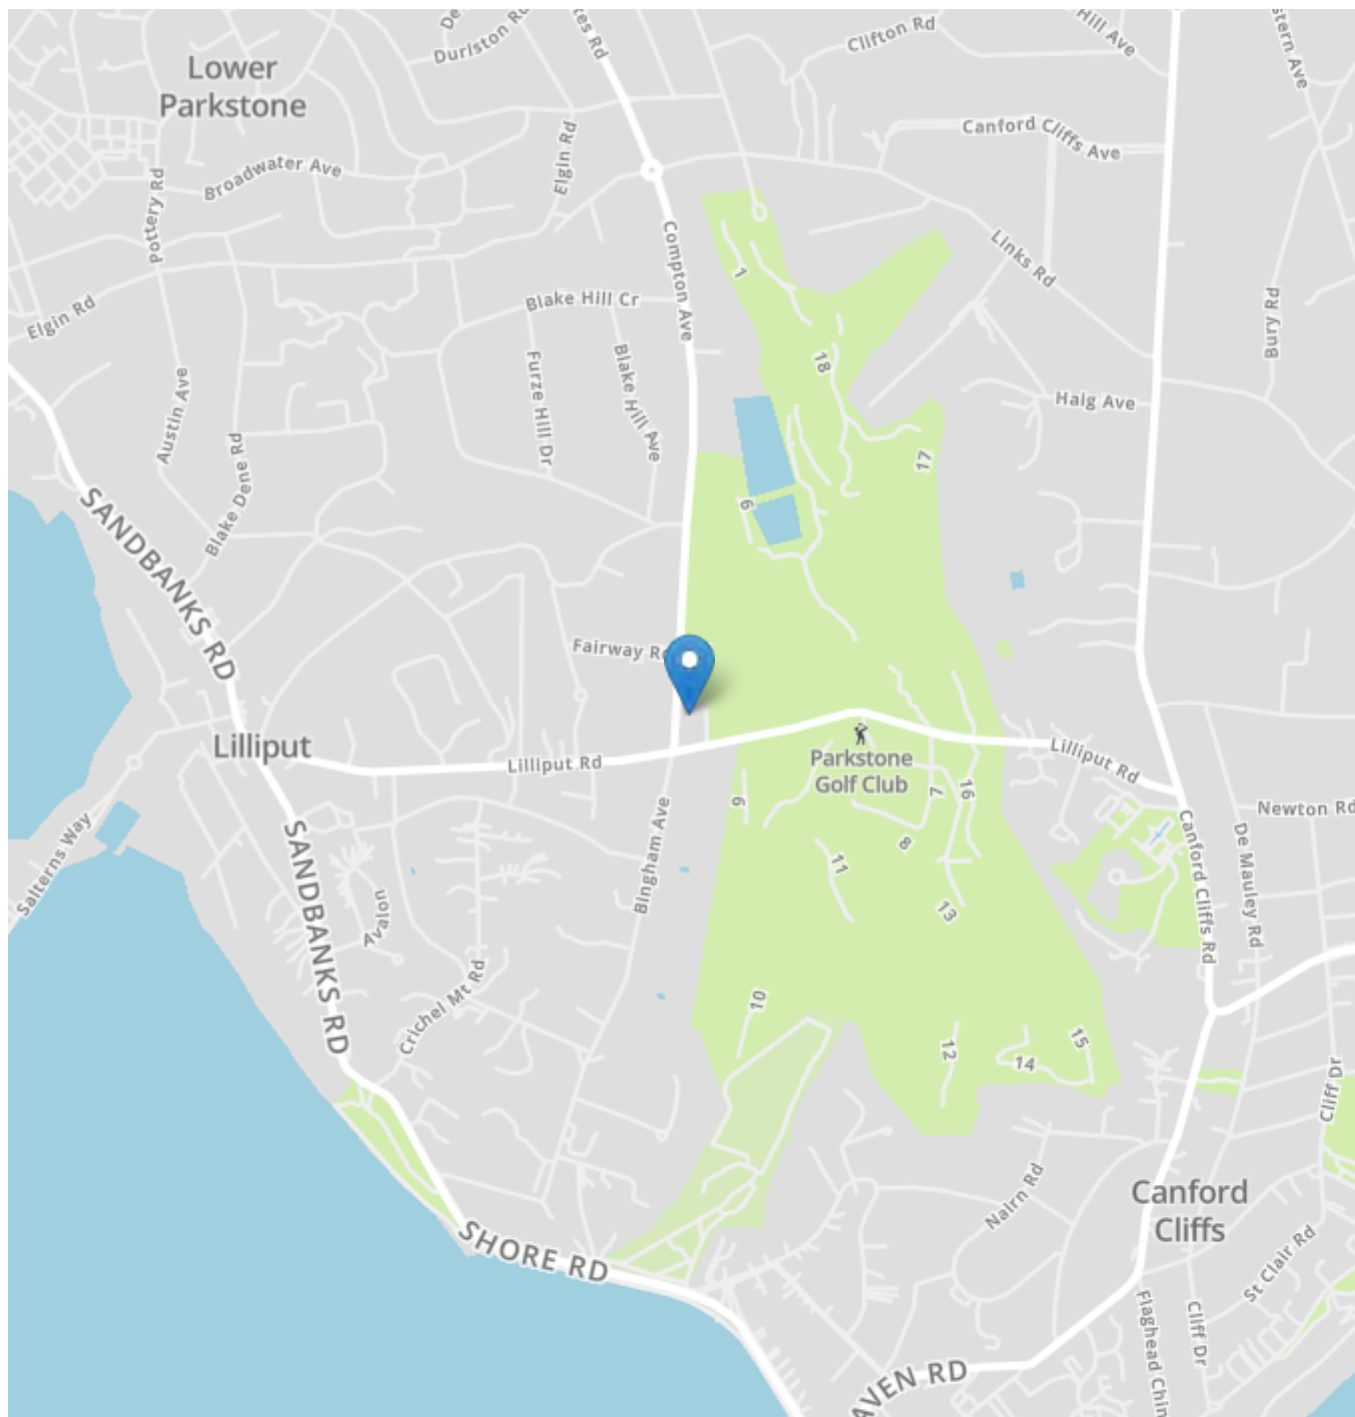 Durlston Rd
Clifton Rd
Hill Ave
Lower
Parkstone
Canford Cliffs Ave
Elgin Rd
Broadwater Ave
Pottery Rd
Compton Ave
Links Rd
1
Elgin Rd
Blake Hill Cr
Bury Rd
Furze Hill Dr
Blake Hill Ave
18
Haig Ave
Austin Ave
Blake Dene Rd
17
SANDBANKS RD
6
Fairway Rd
Lilliput
Lilliput Rd
Parkstone
Golf Club
Lilliput Rd
7
16
9
Newton Rd
SANDBANKS RD
Salterns Way
Bingham Ave
8
11
Canford Cliffs Rd
De Mauley Rd
Avalon
13
Crichel Mt Rd
10
12
14
15
Cliff Dr
Nairn Rd
Canford
Cliffs
SHORE RD
St Clair Rd
Flaghead Chin
Cliff Dr
AVEN RD